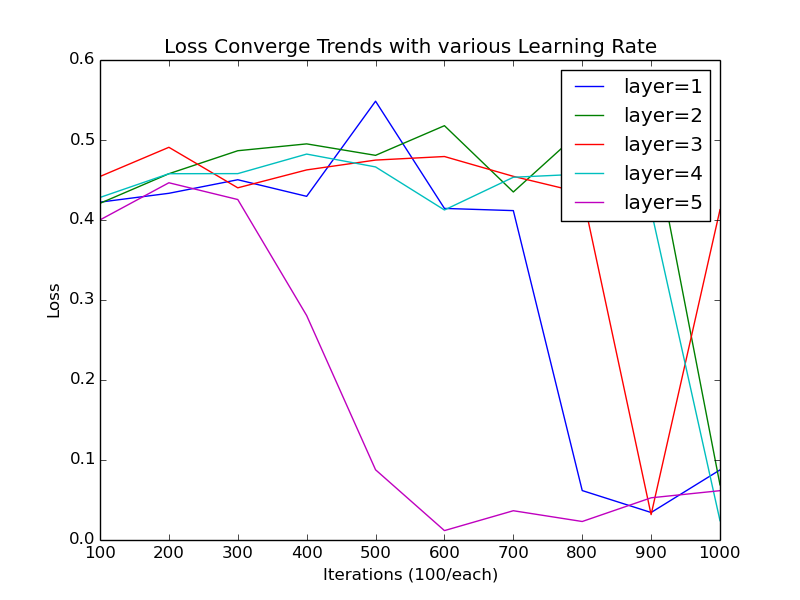 Loss Converge Trends with various Learning Rate
layer=1
layer=2
layer=3
layer=4
layer=5
0.6
0.5
0.4
0.3
0.2
0.1
0.0
Loss
100 200 300 400 500 600 700 800 900 1000
Iterations (100/each)